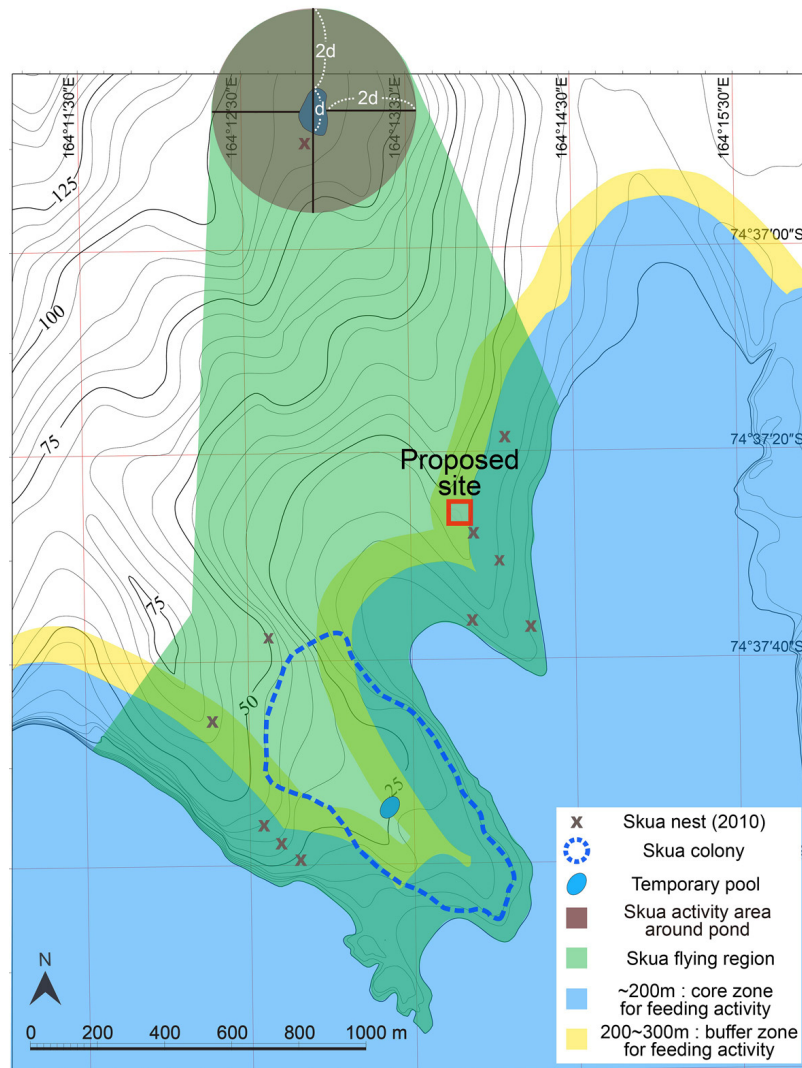 2d
d
2d
164°11'30"E
164°12'30"E
164°13'30"E
164°14'30"E
164°15'30"E
125
x
74°37'00"S
100
x
74°37'20"S
75
Proposed
site
x
x
75
x
x
x
74°37'40"S
50
x
25
x
x
x
x Skua nest (2010)
Skua colony
Temporary pool
Skua activity area
around pond
Skua flying region
~200m : core zone
for feeding activity
200~300m : buffer zone
for feeding activity
N
0 200 400 600 800 1000 m